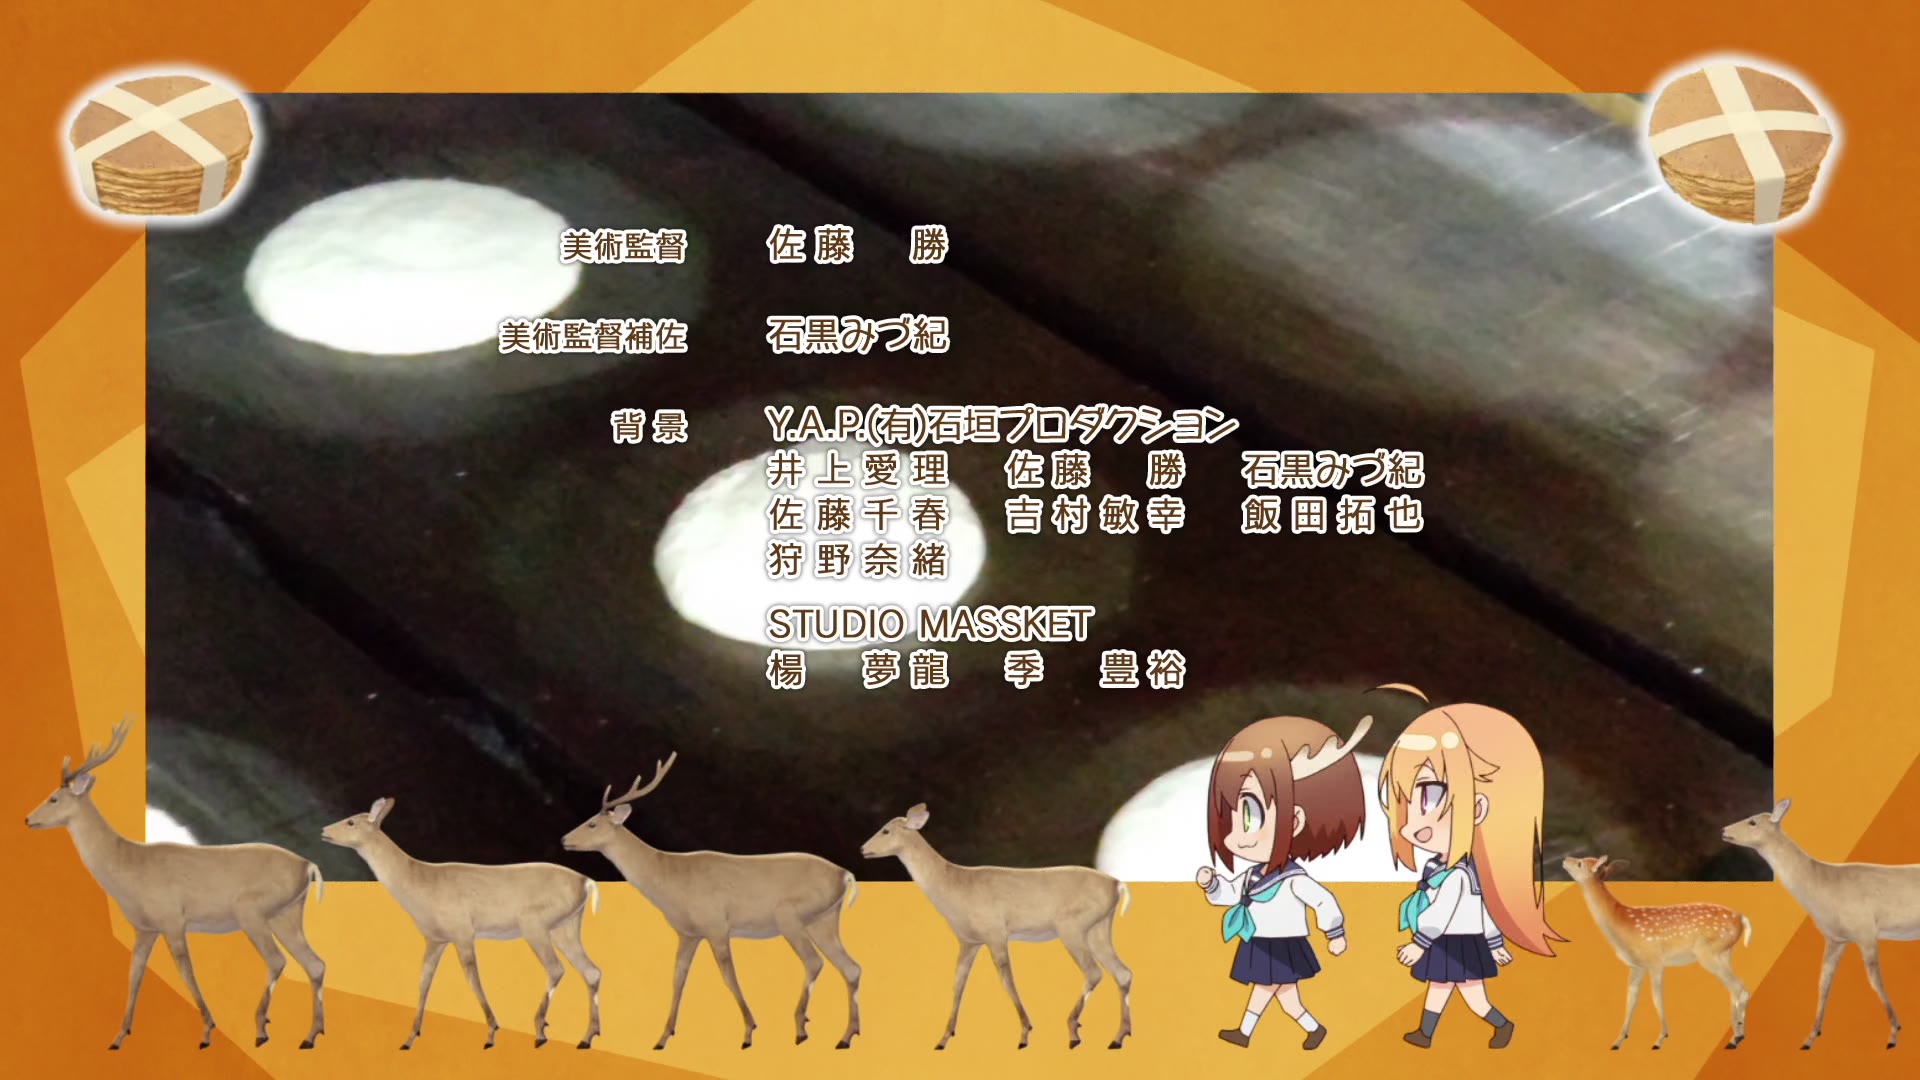 美術監督 佐藤 勝
美術監督補佐 石黒みづ紀
背景 Y.A.P.(有)石垣プロダクション
井上愛理 佐藤 勝 石黒みづ紀
佐藤千春 吉村敏幸 飯田拓也
狩野奈緒
STUDIO MASSKET
楊 夢龍 季 豊裕